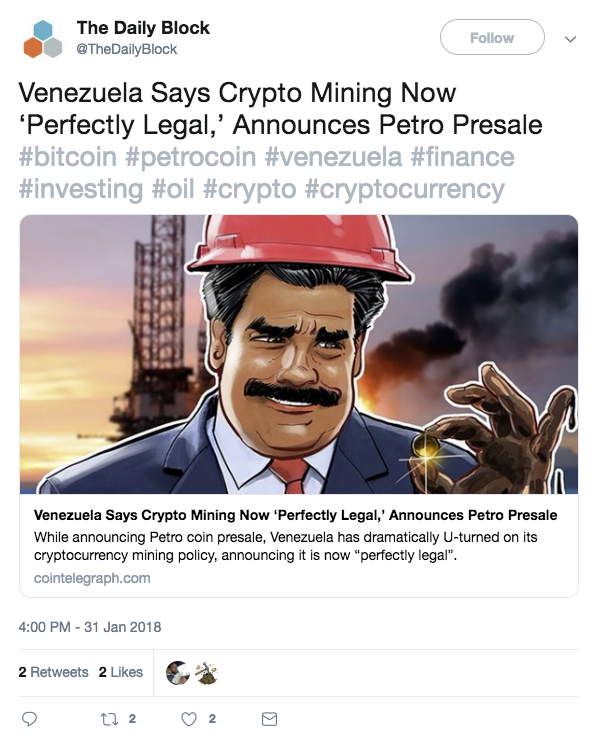 The Daily Block
@TheDailyBlock
Follow
Venezuela Says Crypto Mining Now
‘Perfectly Legal,’ Announces Petro Presale
#bitcoin #petrocoin #venezuela #finance
#investing #oil #crypto #cryptocurrency
Venezuela Says Crypto Mining Now ‘Perfectly Legal,’ Announces Petro Presale
While announcing Petro coin presale, Venezuela has dramatically U-turned on its
cryptocurrency mining policy, announcing it is now “perfectly legal”.
cointelegraph.com
4:00 PM - 31 Jan 2018
2 Retweets 2 Likes
2 2